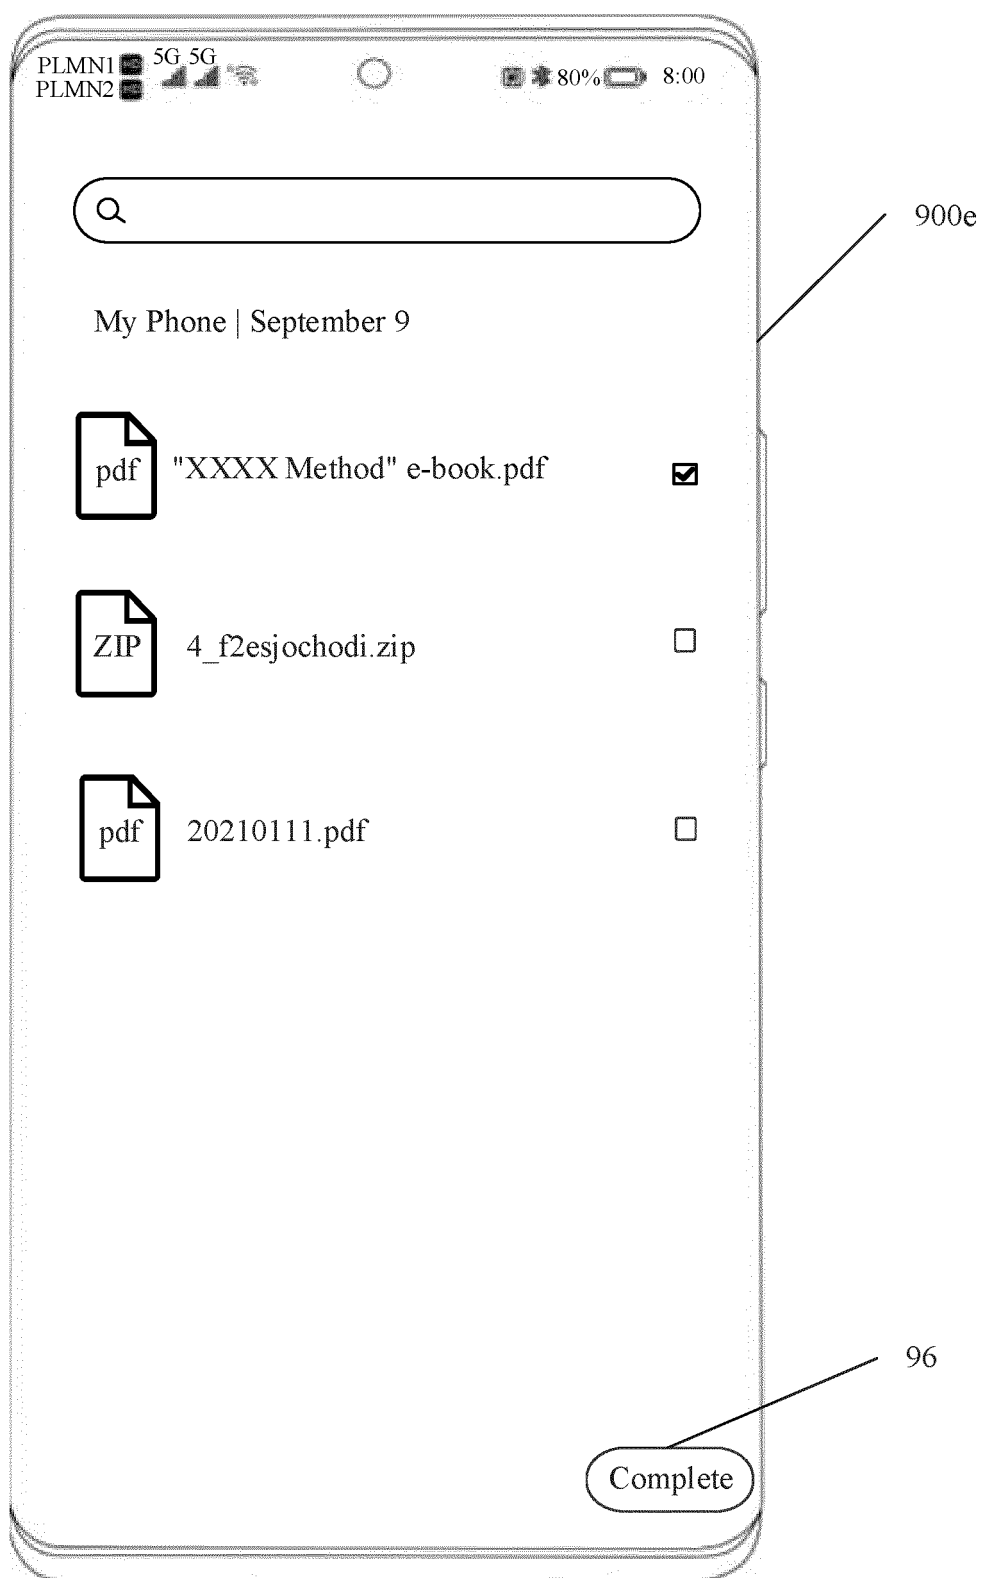 PLMN1 5G 5G
PLMN2 80% 8:00
900e
My Phone | September 9
pdf "XXXX Method" e-book.pdf
ZIP 4_f2esjochodi.zip
pdf 20210111.pdf
96
Complete